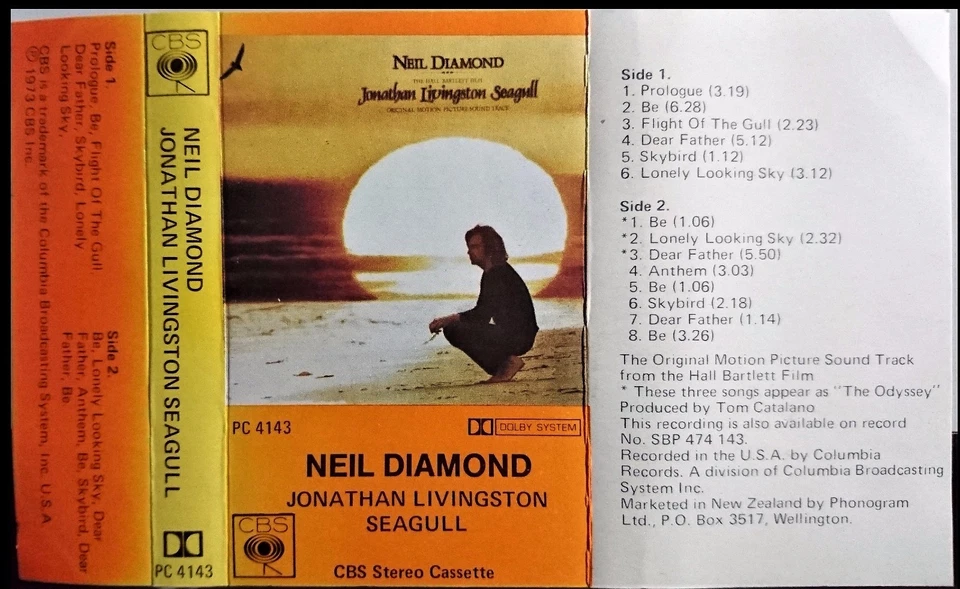 Side 1.
Prologue, Be, Flight Of The Gull
Dear Father, Skybird, Lonely
Looking Sky,
CBS is a trademark of the Columbia Broadcasting System, Inc. U.S.A
℗ 1973 CBS Inc.
Side 2.
Be, Lonely Looking Sky, Dear
Father, Anthem, Be, Skybird, Dear
Father, Be
CBS
NEIL DIAMOND
JONATHAN LIVINGSTON SEAGULL
PC 4143
NEIL DIAMOND
THE HALL BARTLETT FILM
Jonathan Livingston Seagull
ORIGINAL MOTION PICTURE SOUND TRACK
PC 4143
DOLBY SYSTEM
NEIL DIAMOND
JONATHAN LIVINGSTON
SEAGULL
CBS
CBS Stereo Cassette
Side 1.
1. Prologue (3.19)
2. Be (6.28)
3. Flight Of The Gull (2.23)
4. Dear Father (5.12)
5. Skybird (1.12)
6. Lonely Looking Sky (3.12)
Side 2.
*1. Be (1.06)
*2. Lonely Looking Sky (2.32)
*3. Dear Father (5.50)
4. Anthem (3.03)
5. Be (1.06)
6. Skybird (2.18)
7. Dear Father (1.14)
8. Be (3.26)
The Original Motion Picture Sound Track
from the Hall Bartlett Film
* These three songs appear as "The Odyssey"
Produced by Tom Catalano
This recording is also available on record
No. SBP 474 143.
Recorded in the U.S.A. by Columbia
Records. A division of Columbia Broadcasting
System Inc.
Marketed in New Zealand by Phonogram
Ltd., P.O. Box 3517, Wellington.